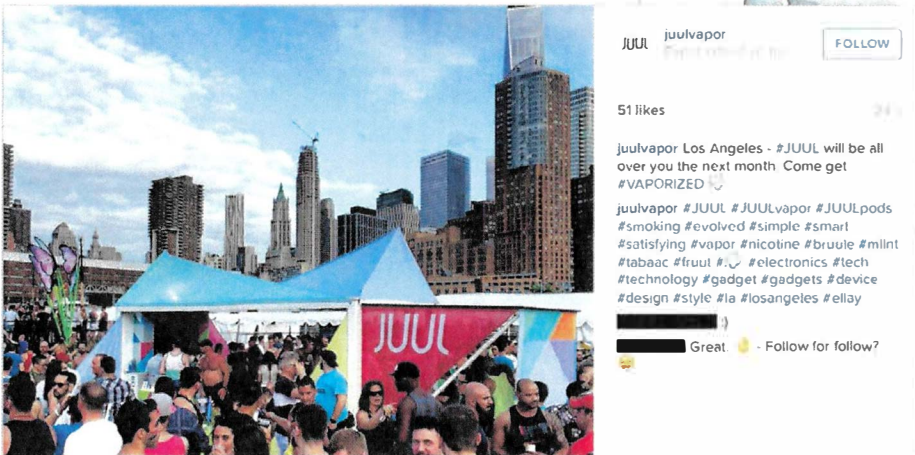 JUUL
JUUL
juulvapor
FOLLOW
51 likes
juulvapor Los Angeles - #JUUL will be all
over you the next month. Come get
#VAPORIZED
juulvapor #JUUL #JUULvapor #JUULpods
#smoking #evolved #simple #smart
#satisfying #vapor #nicotine #bruule #miint
#tabaac #fruut #electronics #tech
#technology #gadget #gadgets #device
#design #style #la #losangeles #ellay
:)
Great. - Follow for follow?